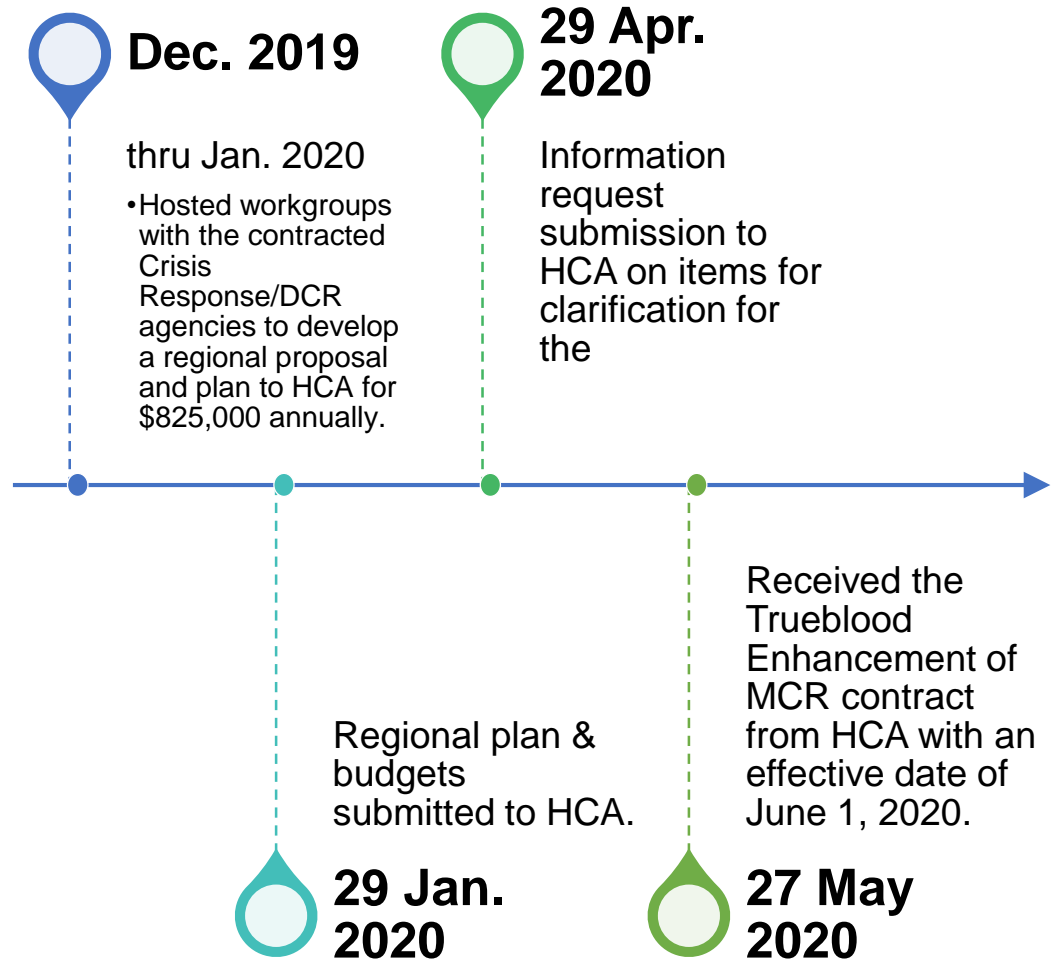 Dec. 2019
thru Jan. 2020
•Hosted workgroups
with the contracted
Crisis
Response/DCR
agencies to develop
a regional proposal
and plan to HCA for
$825,000 annually.
Regional plan &
budgets
submitted to HCA.
29 Jan.
2020
29 Apr.
2020
Information
request
submission to
HCA on items for
clarification for
the
Received the
Trueblood
Enhancement of
MCR contract
from HCA with an
effective date of
June 1, 2020.
27 May
2020